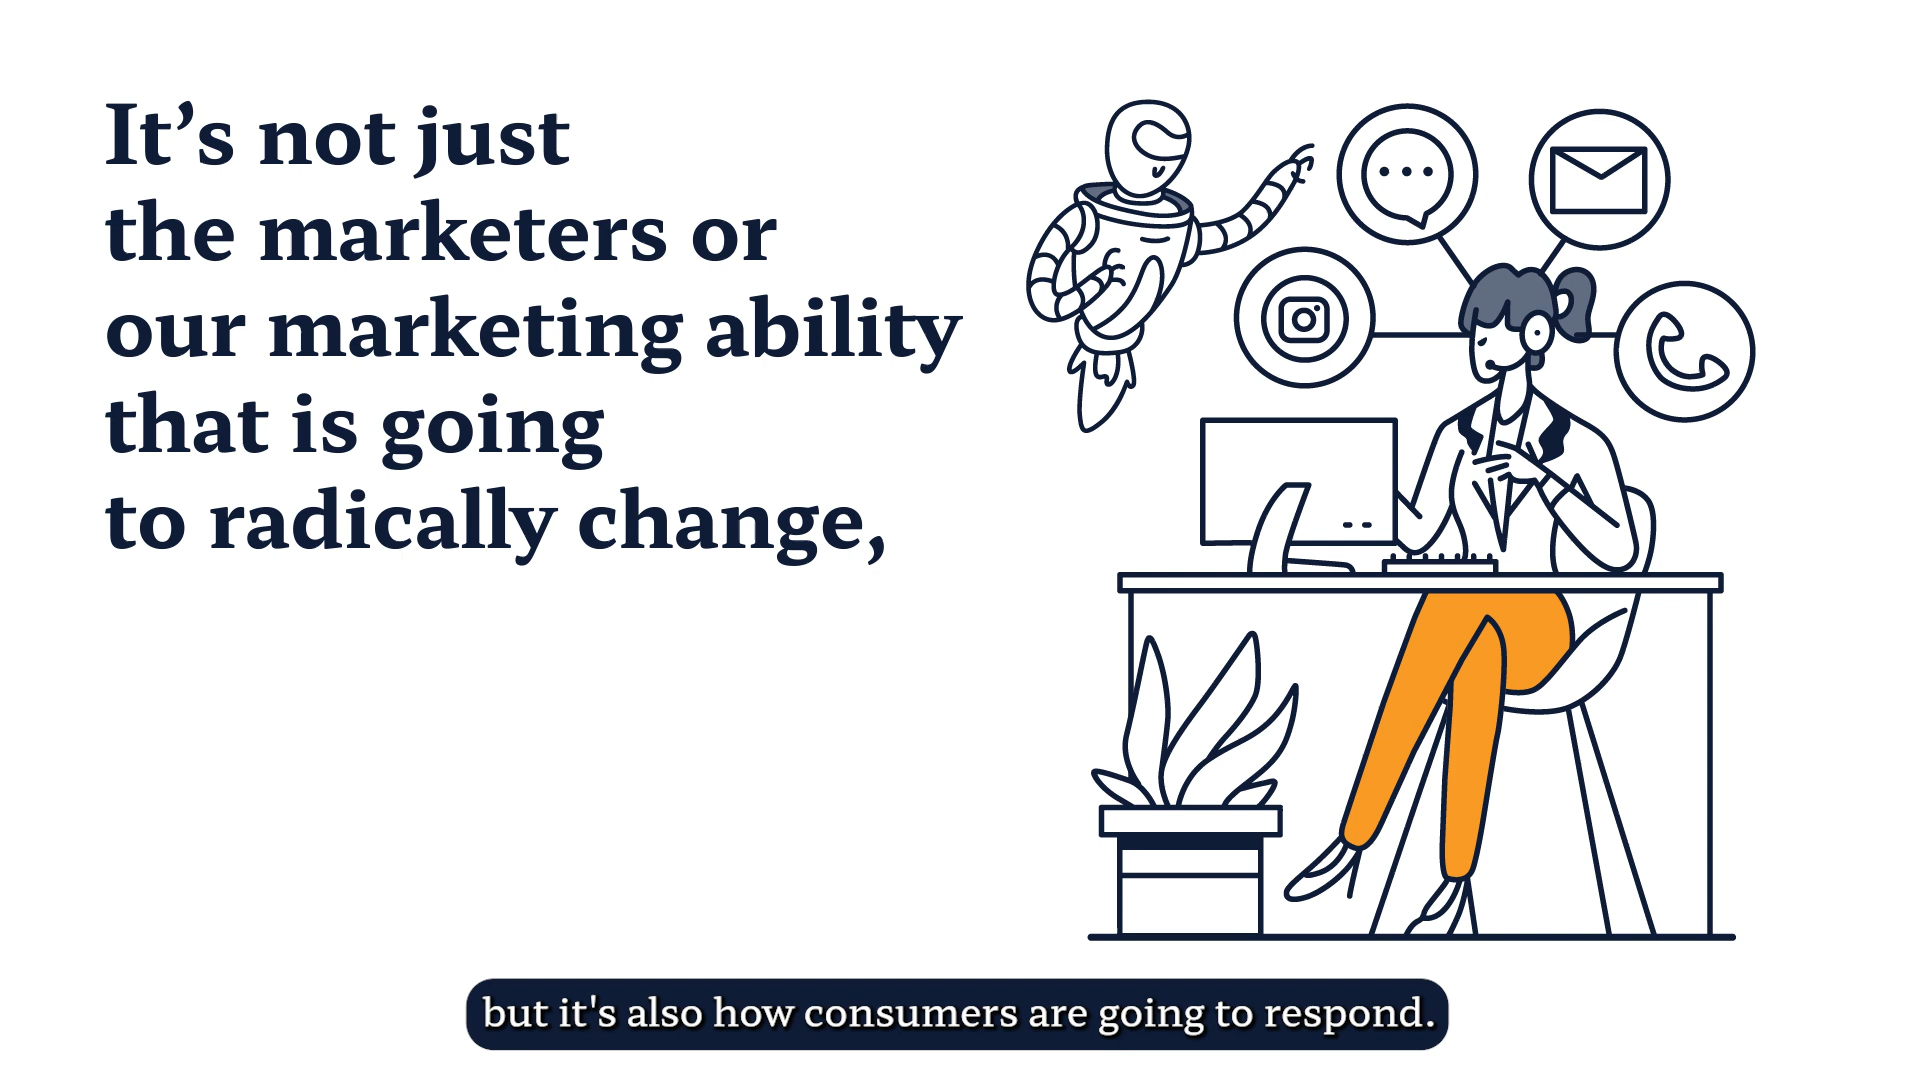 It’s not just
the marketers or
our marketing ability
that is going
to radically change,
but it's also how consumers are going to respond.